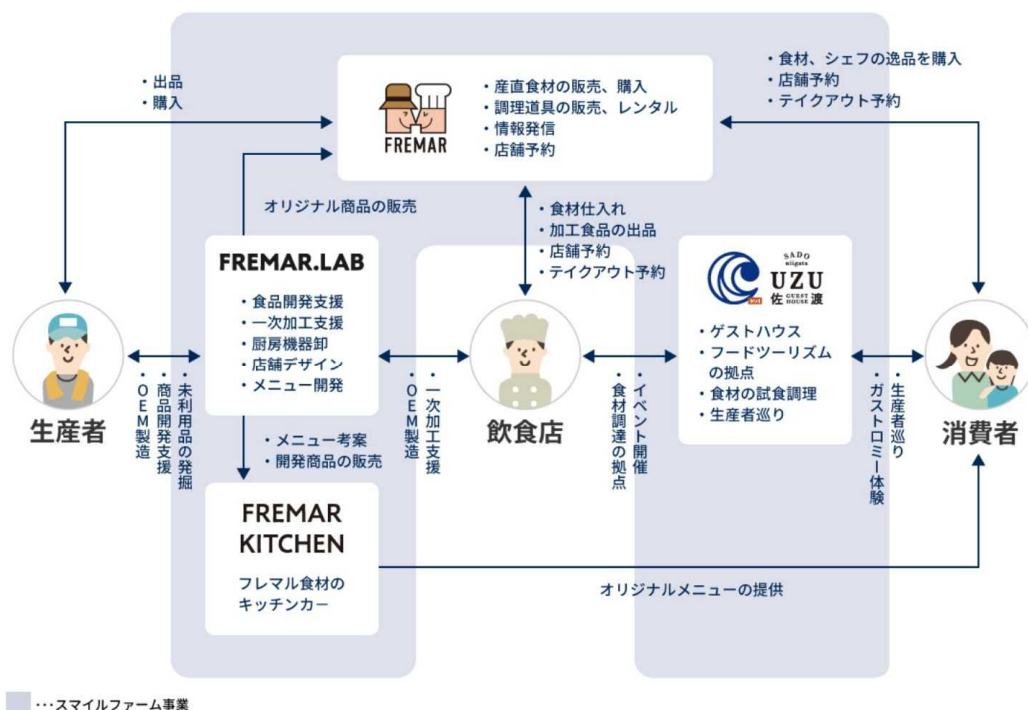 ・出品
・購入
フレ
FREMAR
・産直食材の販売、購入
・調理道具の販売、レンタル
・情報発信
・店舗予約
・食材、シェフの逸品を購入
・店舗予約
・テイクアウト予約
オリジナル商品の販売
・食材仕入れ
・加工食品の出品
・店舗予約
・テイクアウト予約
FREMAR.LAB
・食品開発支援
・一次加工支援
・厨房機器卸
・店舗デザイン
・メニュー開発
SADO
niigata
UZU
佐 GUEST HOUSE 渡
・ゲストハウス
・フードツーリズム
の拠点
・食材の試食調理
・生産者巡り
生産者
・未利用品の発掘
・商品開発支援
・OEM製造
・一次加工支援
・OEM製造
飲食店
・イベント開催
・食材調達の拠点
・生産者巡り
・ガストロミー体験
消費者
・メニュー考案
・開発商品の販売
FREMAR
KITCHEN
フレマル食材の
キッチンカー
オリジナルメニューの提供
･･･スマイルファーム事業